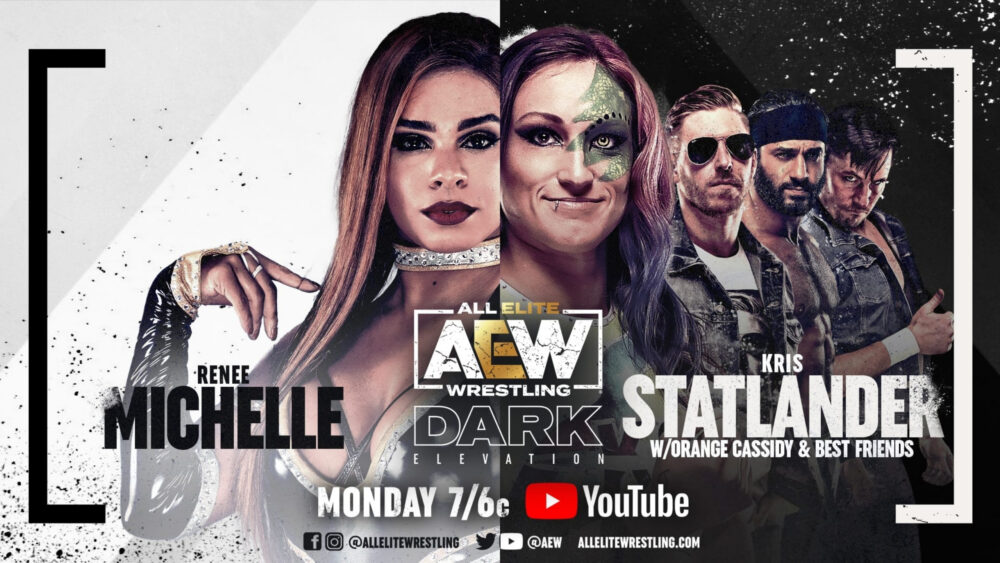 RENEE
MICHELLE
ALL ELITE
AEW
WRESTLING
DARK
ELEVATION
KRIS
STATLANDER
W/ORANGE CASSIDY & BEST FRIENDS
MONDAY 7/6c YouTube
@ALLELITEWRESTLING @AEW ALLELITEWRESTLING.COM